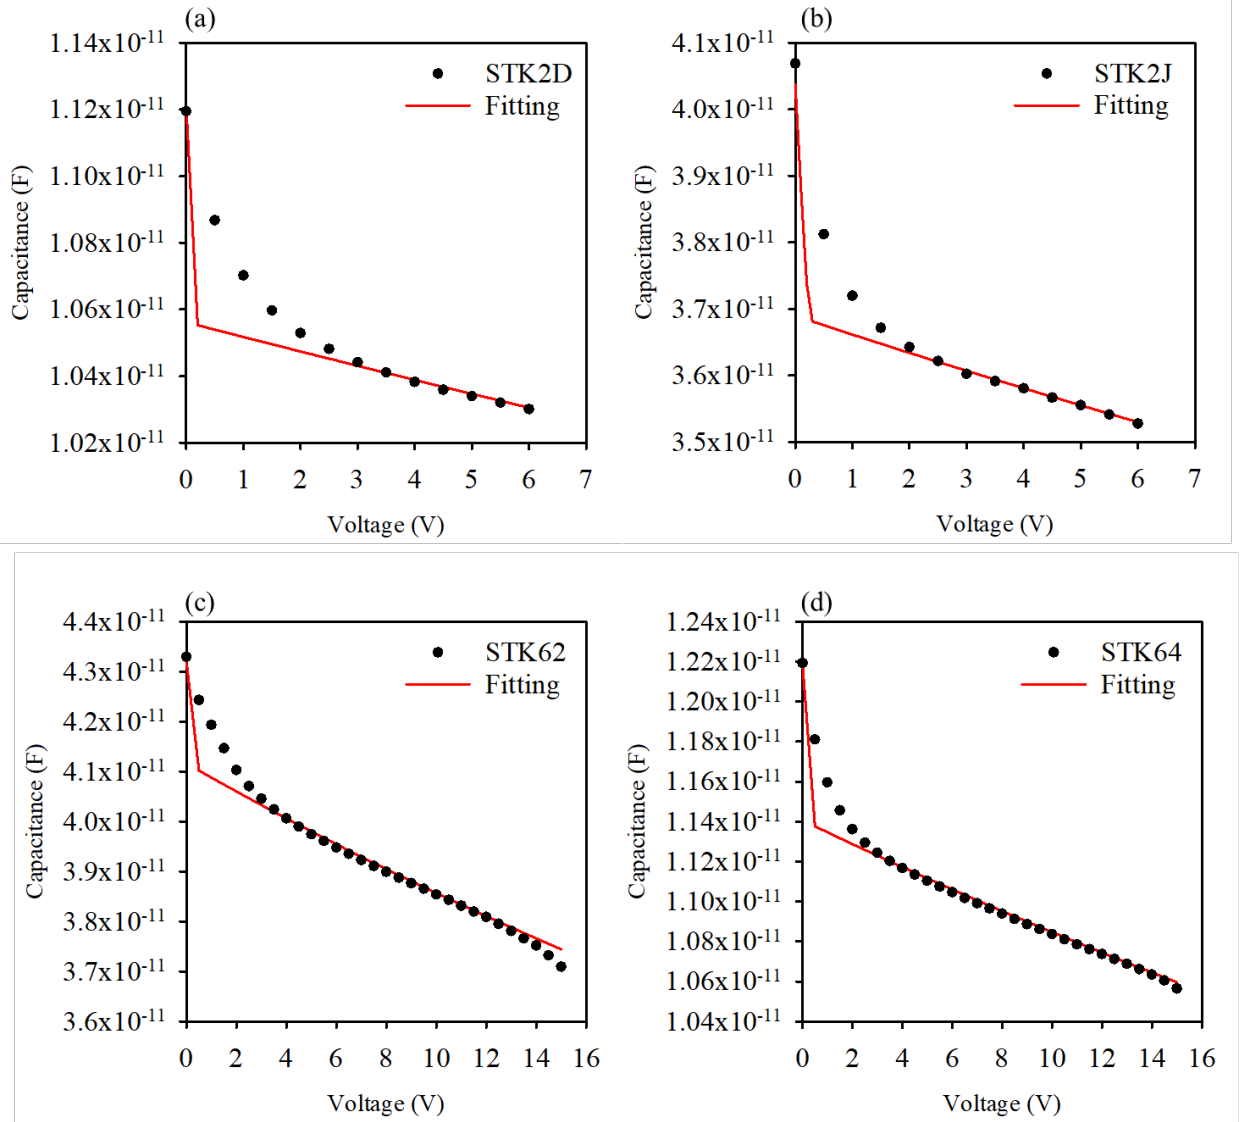 (a)
1.14x10⁻¹¹
1.12x10⁻¹¹
1.10x10⁻¹¹
1.08x10⁻¹¹
1.06x10⁻¹¹
1.04x10⁻¹¹
1.02x10⁻¹¹
Capacitance (F)
STK2D
Fitting
0 1 2 3 4 5 6 7
Voltage (V)
(b)
4.1x10⁻¹¹
4.0x10⁻¹¹
3.9x10⁻¹¹
3.8x10⁻¹¹
3.7x10⁻¹¹
3.6x10⁻¹¹
3.5x10⁻¹¹
Capacitance (F)
STK2J
Fitting
0 1 2 3 4 5 6 7
Voltage (V)
(c)
4.4x10⁻¹¹
4.3x10⁻¹¹
4.2x10⁻¹¹
4.1x10⁻¹¹
4.0x10⁻¹¹
3.9x10⁻¹¹
3.8x10⁻¹¹
3.7x10⁻¹¹
3.6x10⁻¹¹
Capacitance (F)
STK62
Fitting
0 2 4 6 8 10 12 14 16
Voltage (V)
(d)
1.24x10⁻¹¹
1.22x10⁻¹¹
1.20x10⁻¹¹
1.18x10⁻¹¹
1.16x10⁻¹¹
1.14x10⁻¹¹
1.12x10⁻¹¹
1.10x10⁻¹¹
1.08x10⁻¹¹
1.06x10⁻¹¹
1.04x10⁻¹¹
Capacitance (F)
STK64
Fitting
0 2 4 6 8 10 12 14 16
Voltage (V)